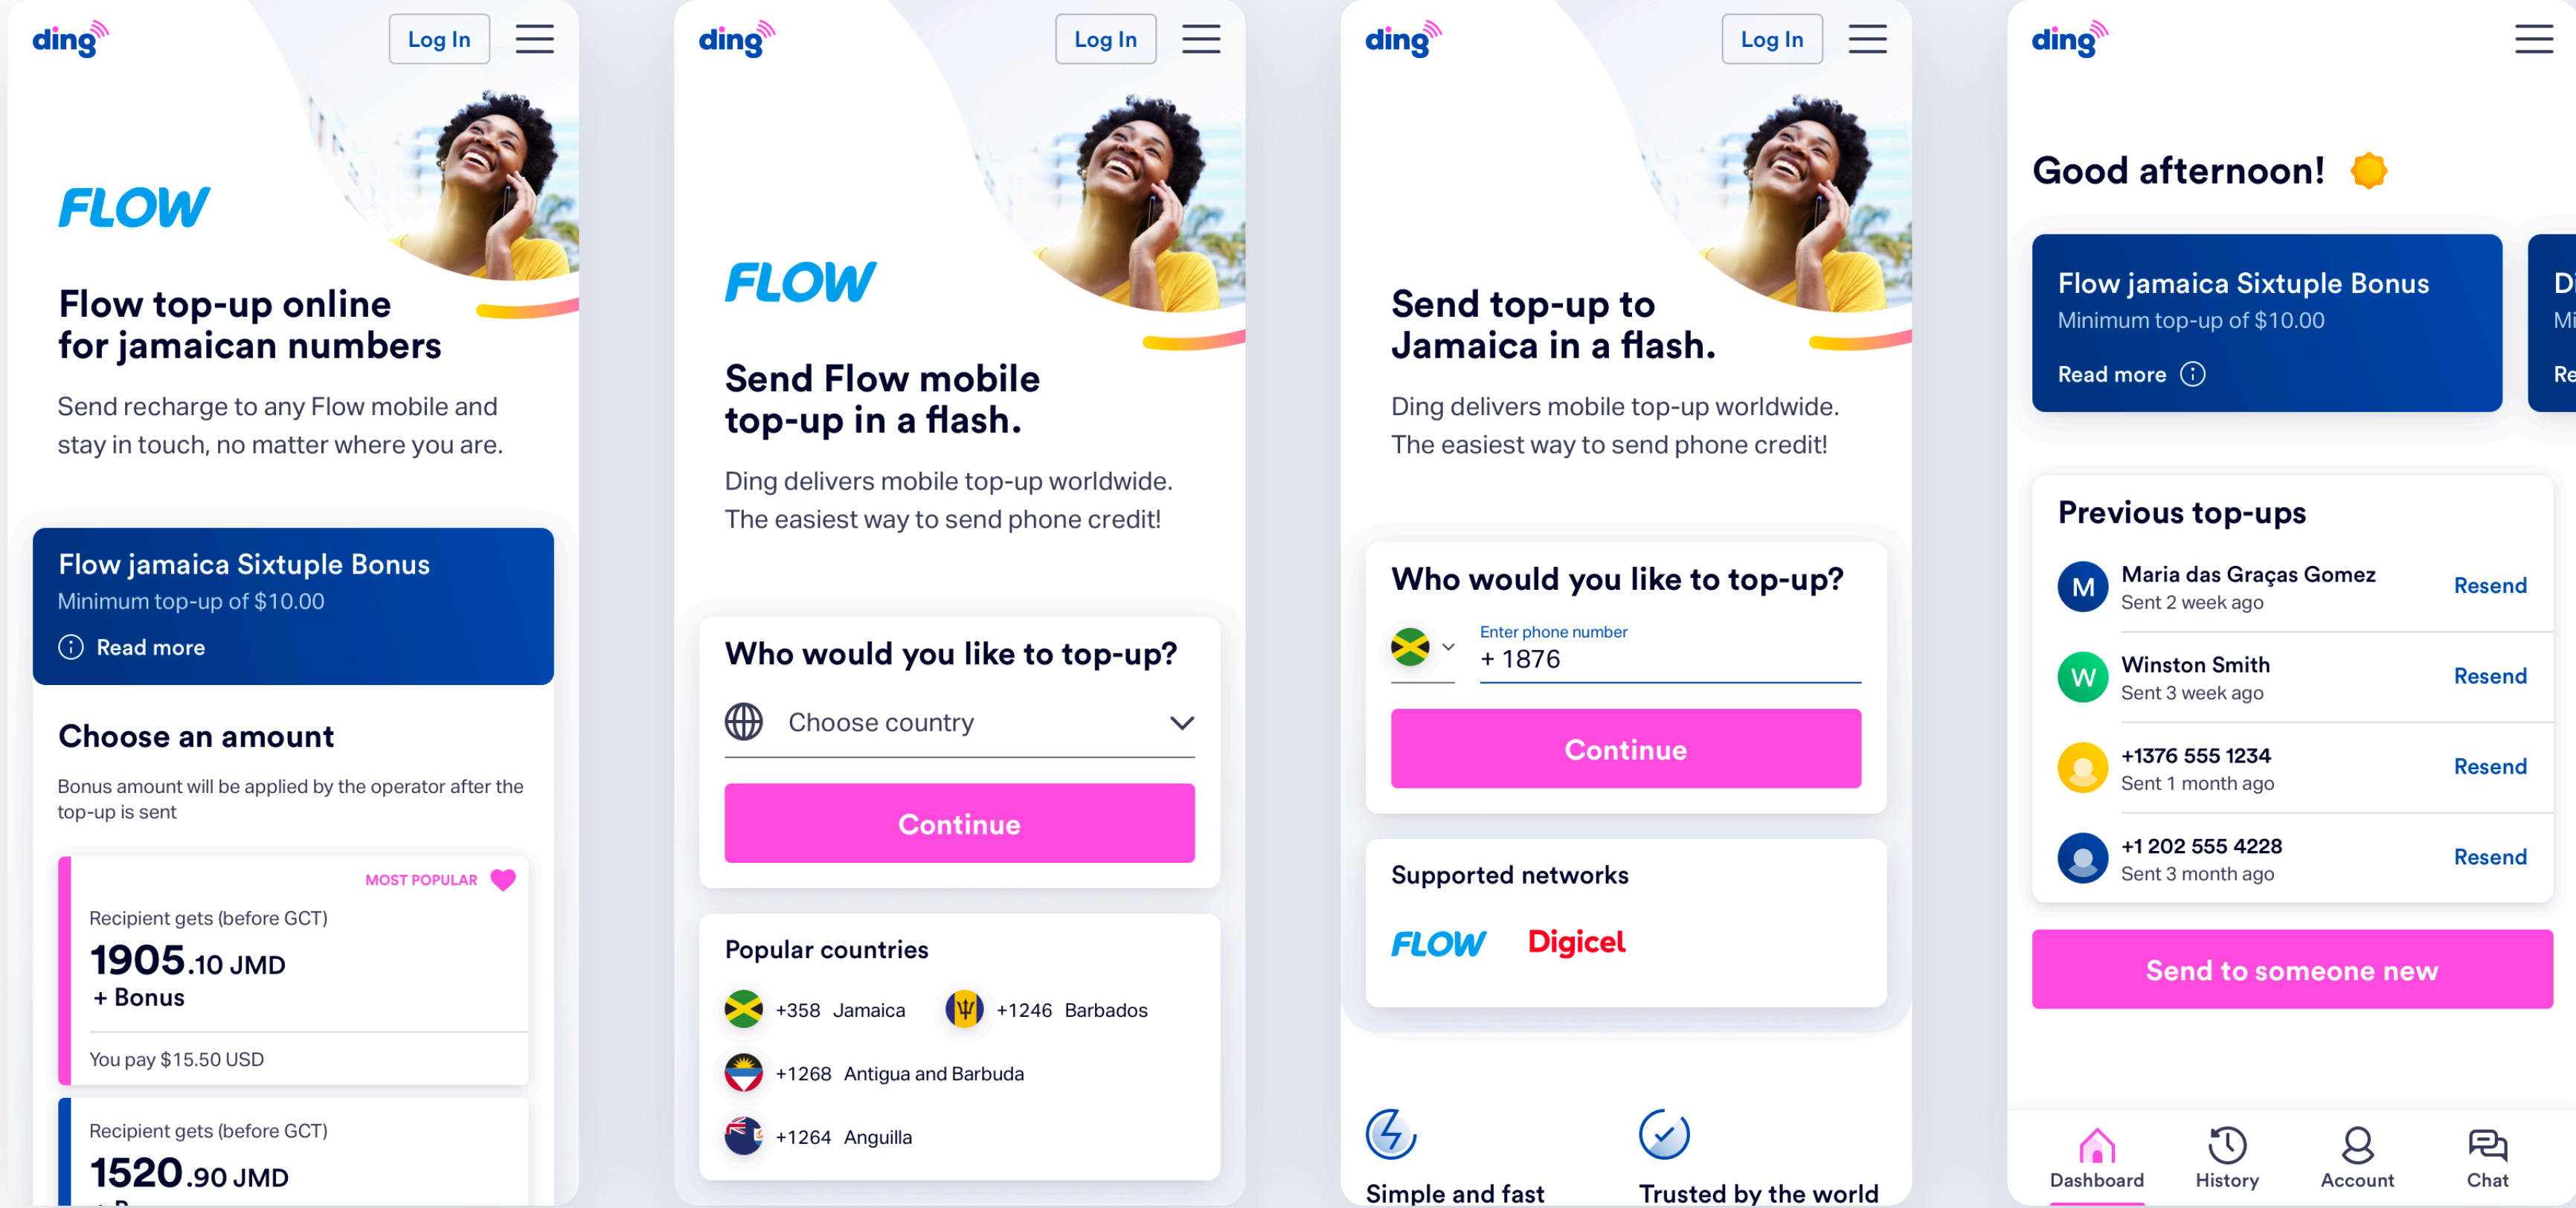 ding
Log In
FLOW
Flow top-up online
for jamaican numbers
Send recharge to any Flow mobile and
stay in touch, no matter where you are.
Flow jamaica Sixtuple Bonus
Minimum top-up of $10.00
Read more
Choose an amount
Bonus amount will be applied by the operator after the
top-up is sent
MOST POPULAR
Recipient gets (before GCT)
1905.10 JMD
+ Bonus
You pay $15.50 USD
Recipient gets (before GCT)
1520.90 JMD
ding
Log In
FLOW
Send Flow mobile
top-up in a flash.
Ding delivers mobile top-up worldwide.
The easiest way to send phone credit!
Who would you like to top-up?
Choose country
Continue
Popular countries
+358 Jamaica
+1246 Barbados
+1268 Antigua and Barbuda
+1264 Anguilla
ding
Log In
Send top-up to
Jamaica in a flash.
Ding delivers mobile top-up worldwide.
The easiest way to send phone credit!
Who would you like to top-up?
Enter phone number
+ 1876
Continue
Supported networks
FLOW Digicel
Simple and fast
Trusted by the world
ding
Good afternoon!
Flow jamaica Sixtuple Bonus
Minimum top-up of $10.00
Read more
Previous top-ups
M
Maria das Graças Gomez
Sent 2 week ago
Resend
W
Winston Smith
Sent 3 week ago
Resend
+1376 555 1234
Sent 1 month ago
Resend
+1 202 555 4228
Sent 3 month ago
Resend
Send to someone new
Dashboard
History
Account
Chat